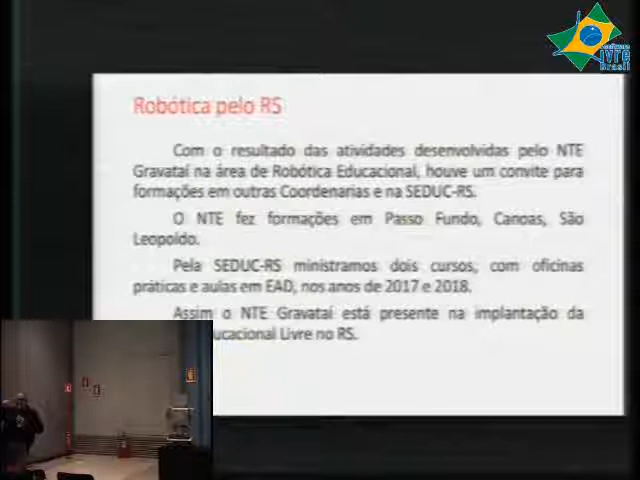 software
livre
Brasil
Robótica pelo RS
Com o resultado das atividades desenvolvidas pelo NTE
Gravataí na área de Robótica Educacional, houve um convite para
formações em outras Coordenarias e na SEDUC-RS.
O NTE fez formações em Passo Fundo, Canoas, São
Leopoldo.
Pela SEDUC-RS ministramos dois cursos, com oficinas
práticas e aulas em EAD, nos anos de 2017 e 2018.
Assim o NTE Gravataí está presente na implantação da
ucacional Livre no RS.